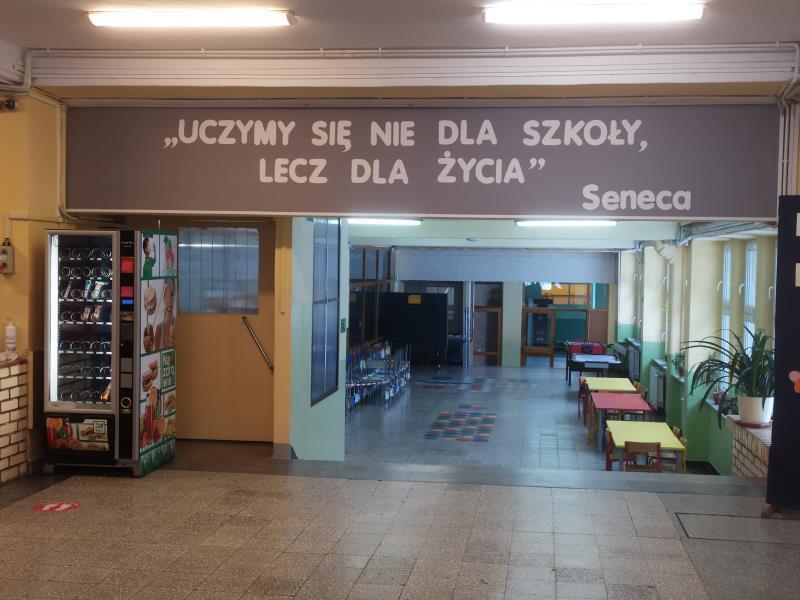 „UCZYMY SIĘ NIE DLA SZKOŁY,
LECZ DLA ŻYCIA”
Seneca